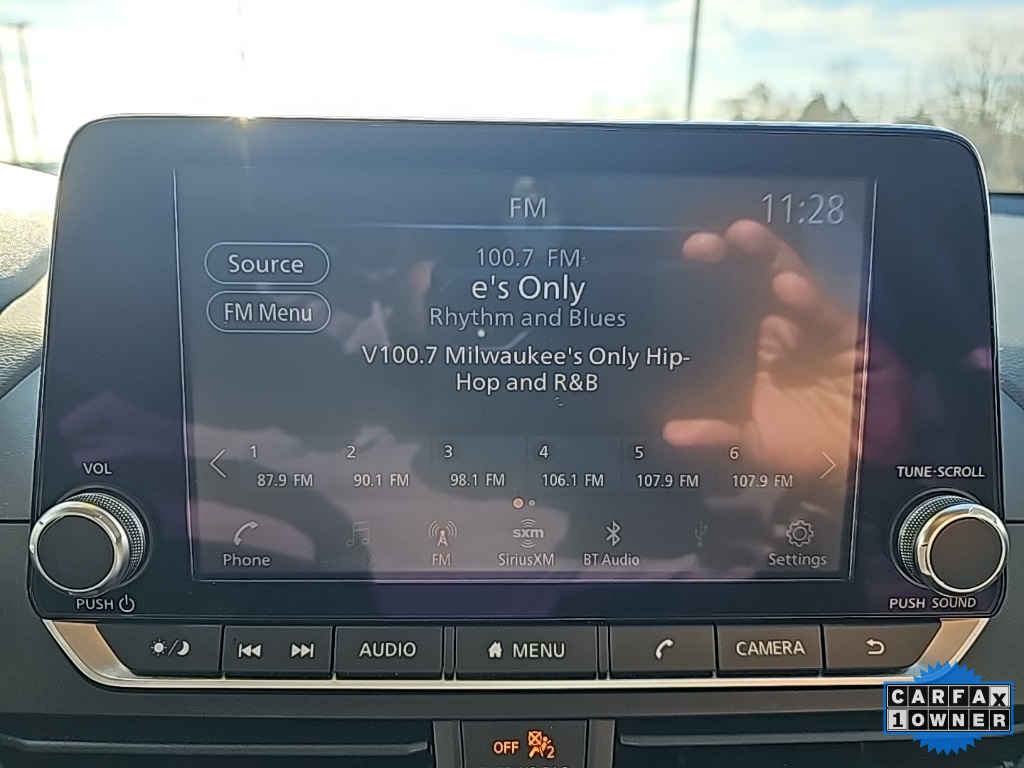 FM
11:28
100.7 FM
Source
e's Only
FM Menu
Rhythm and Blues
V100.7 Milwaukee's Only Hip-
Hop and R&B
1 2 3 4 5 6
87.9 FM 90.1 FM 98.1 FM 106.1 FM 107.9 FM 107.9 FM
VOL
TUNE·SCROLL
sxm
Phone FM SiriusXM BT Audio Settings
PUSH
PUSH SOUND
AUDIO MENU CAMERA
CARFAX
1 OWNER
OFF 2